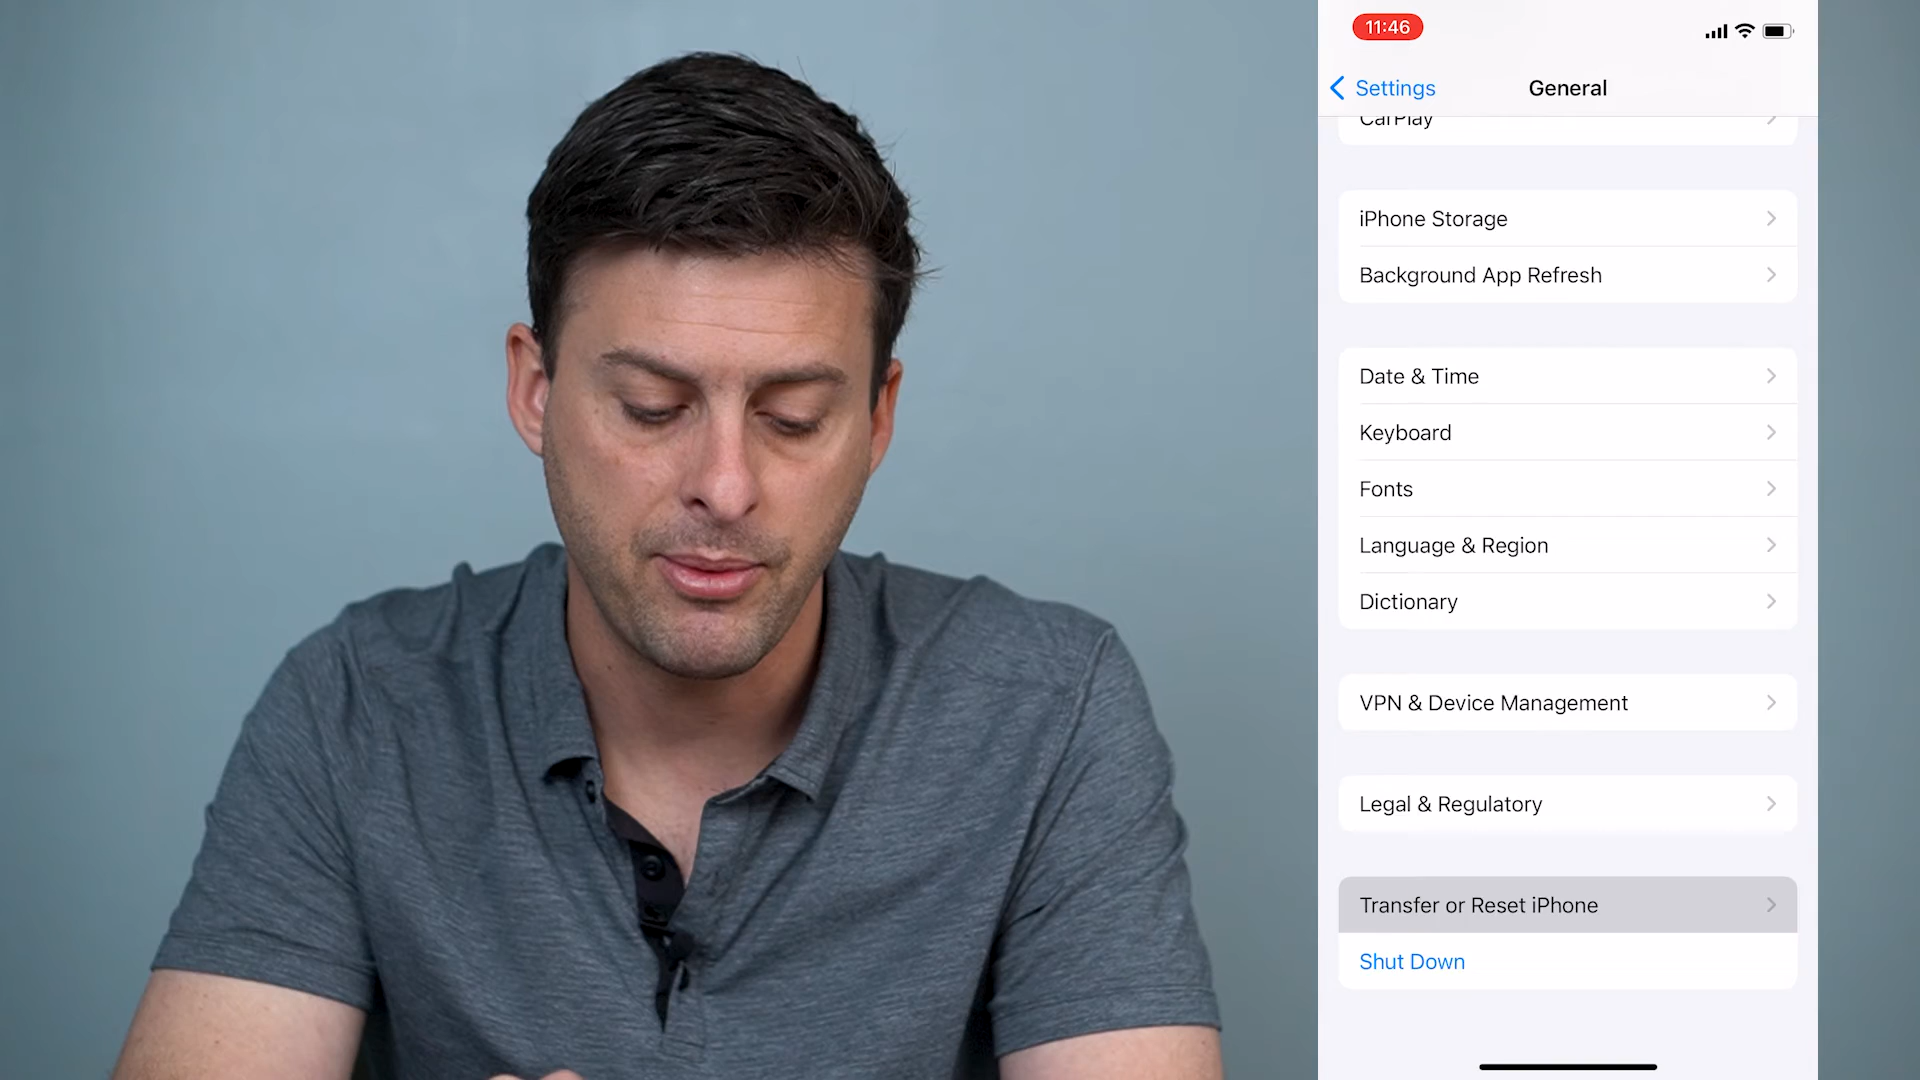 11:46
Settings
General
CarPlay
iPhone Storage
Background App Refresh
Date & Time
Keyboard
Fonts
Language & Region
Dictionary
VPN & Device Management
Legal & Regulatory
Transfer or Reset iPhone
Shut Down